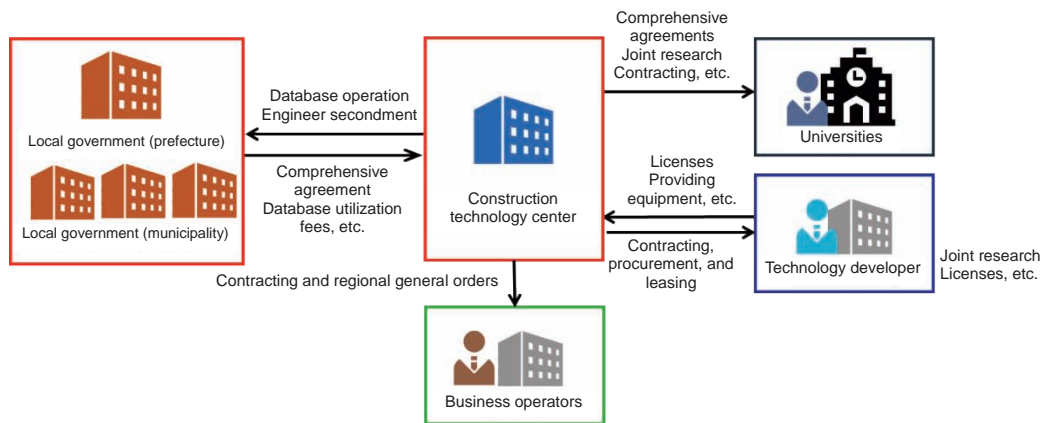 Local government (prefecture)
Local government (municipality)
Database operation
Engineer secondment
Comprehensive
agreement
Database utilization
fees, etc.
Construction
technology center
Comprehensive
agreements
Joint research
Contracting, etc.
Universities
Licenses
Providing
equipment, etc.
Contracting,
procurement, and
leasing
Technology developer
Joint research
Licenses, etc.
Contracting and regional general orders
Business operators